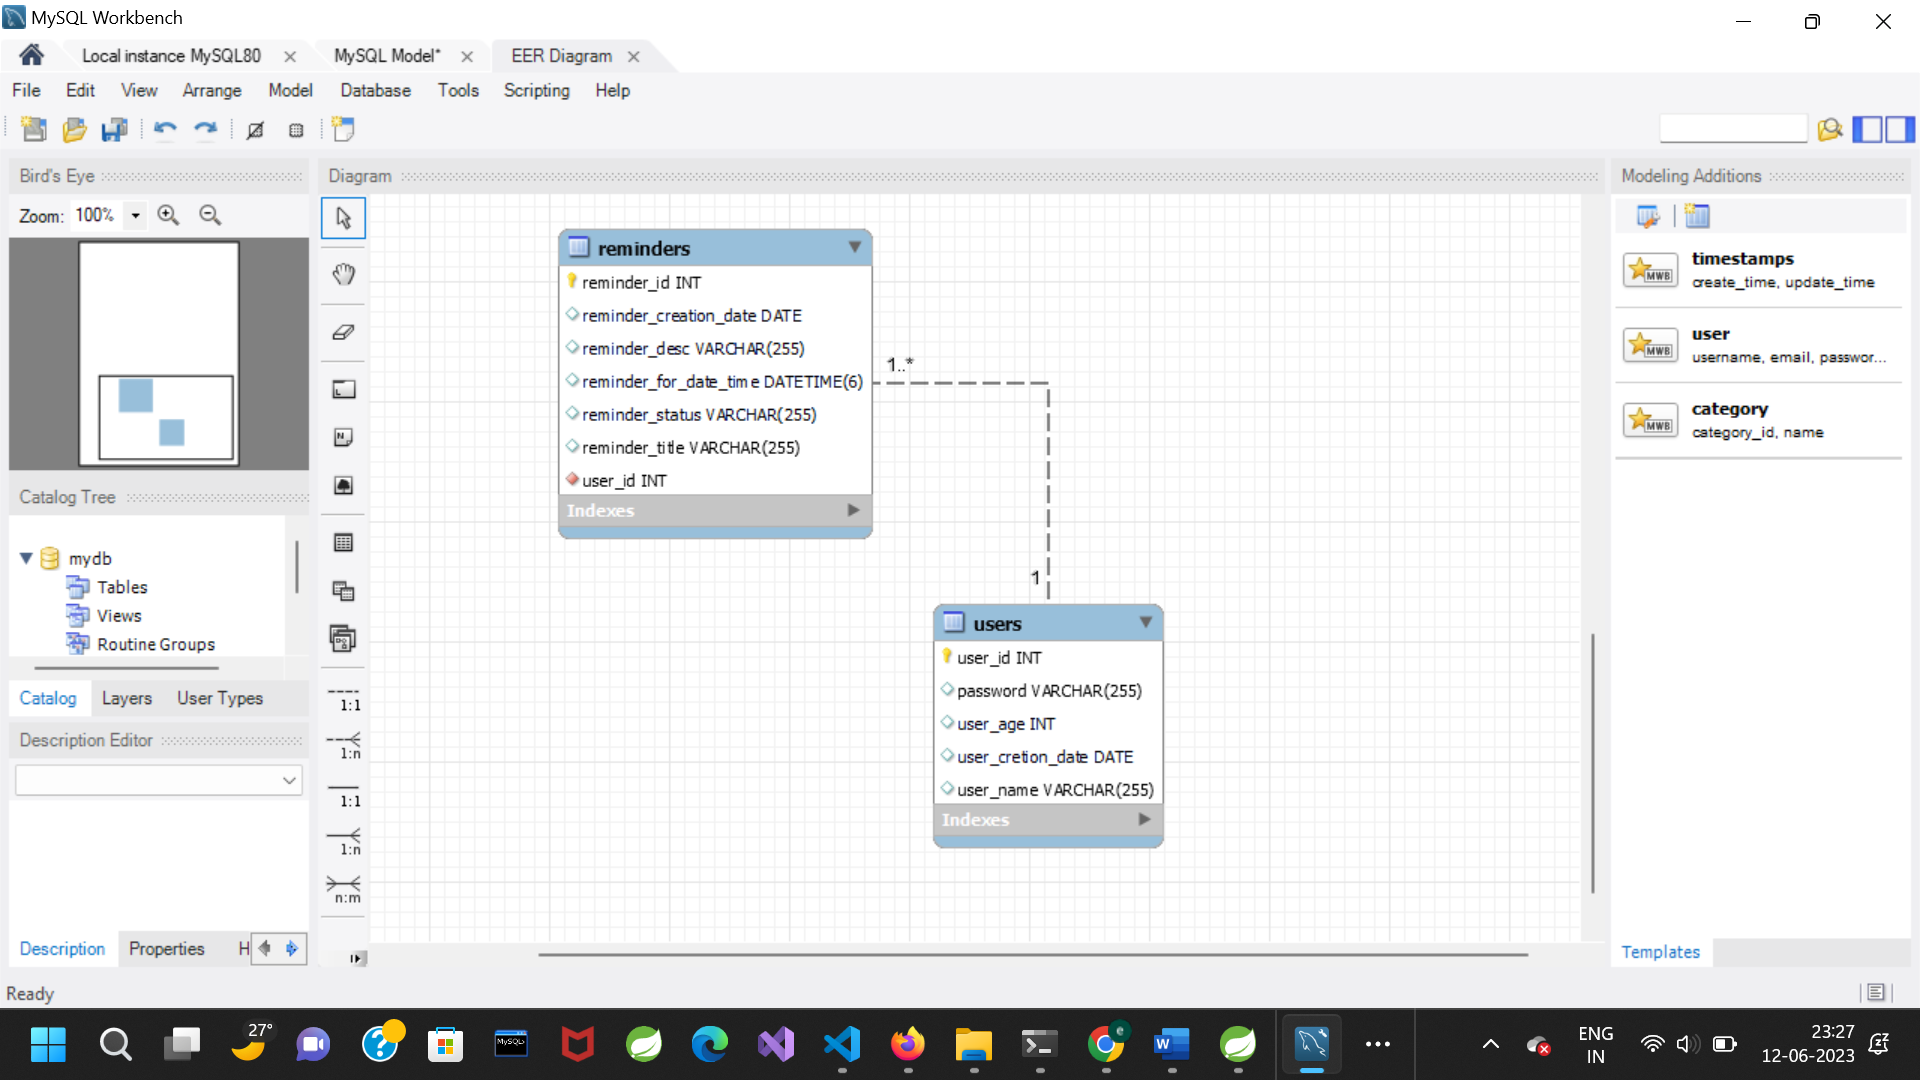 MySQL Workbench
Local instance MySQL80
MySQL Model*
EER Diagram
File Edit View Arrange Model Database Tools Scripting Help
Bird's Eye
Zoom: 100%
Diagram
Modeling Additions
reminders
reminder_id INT
reminder_creation_date DATE
reminder_desc VARCHAR(255)
reminder_for_date_time DATETIME(6)
reminder_status VARCHAR(255)
reminder_title VARCHAR(255)
user_id INT
Indexes
1..*
1
users
user_id INT
password VARCHAR(255)
user_age INT
user_cretion_date DATE
user_name VARCHAR(255)
Indexes
MWB
timestamps
create_time, update_time
MWB
user
username, email, passwor...
MWB
category
category_id, name
Catalog Tree
mydb
Tables
Views
Routine Groups
Catalog Layers User Types
Description Editor
1:1
1:n
1:1
1:n
n:m
Description Properties H
Templates
Ready
27°
MySQL>
e
ENG
IN
23:27
12-06-2023